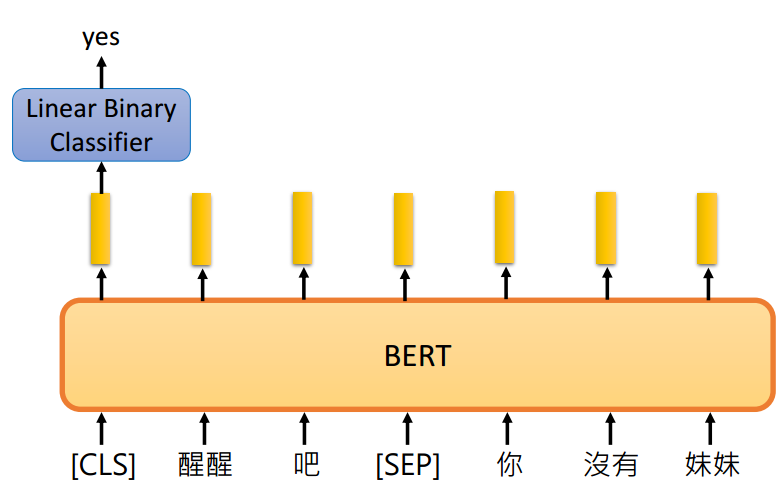 yes
Linear Binary
Classifier
BERT
[CLS] 醒醒 吧 [SEP] 你 沒有 妹妹